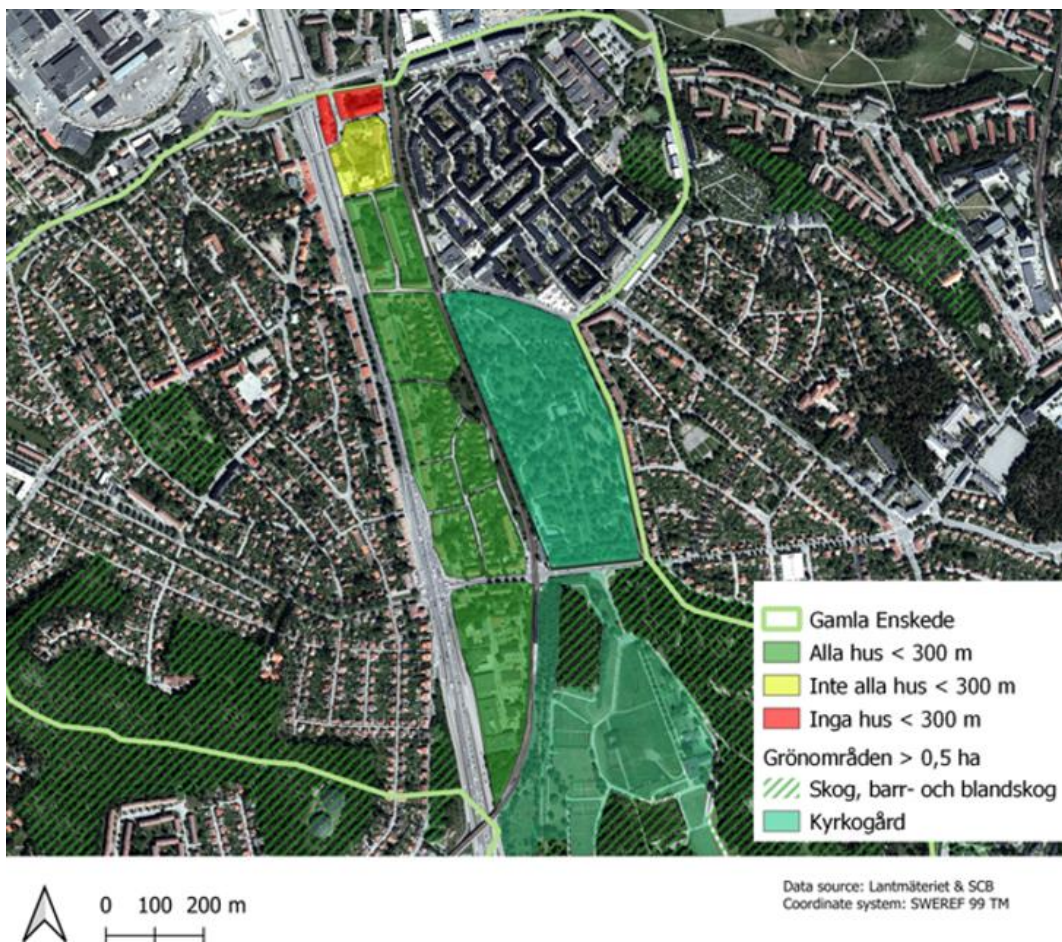 Gamla Enskede
Alla hus < 300 m
Inte alla hus < 300 m
Inga hus < 300 m
Grönområden > 0,5 ha
Skog, barr- och blandskog
Kyrkogård
0 100 200 m
Data source: Lantmäteriet & SCB
Coordinate system: SWEREF 99 TM